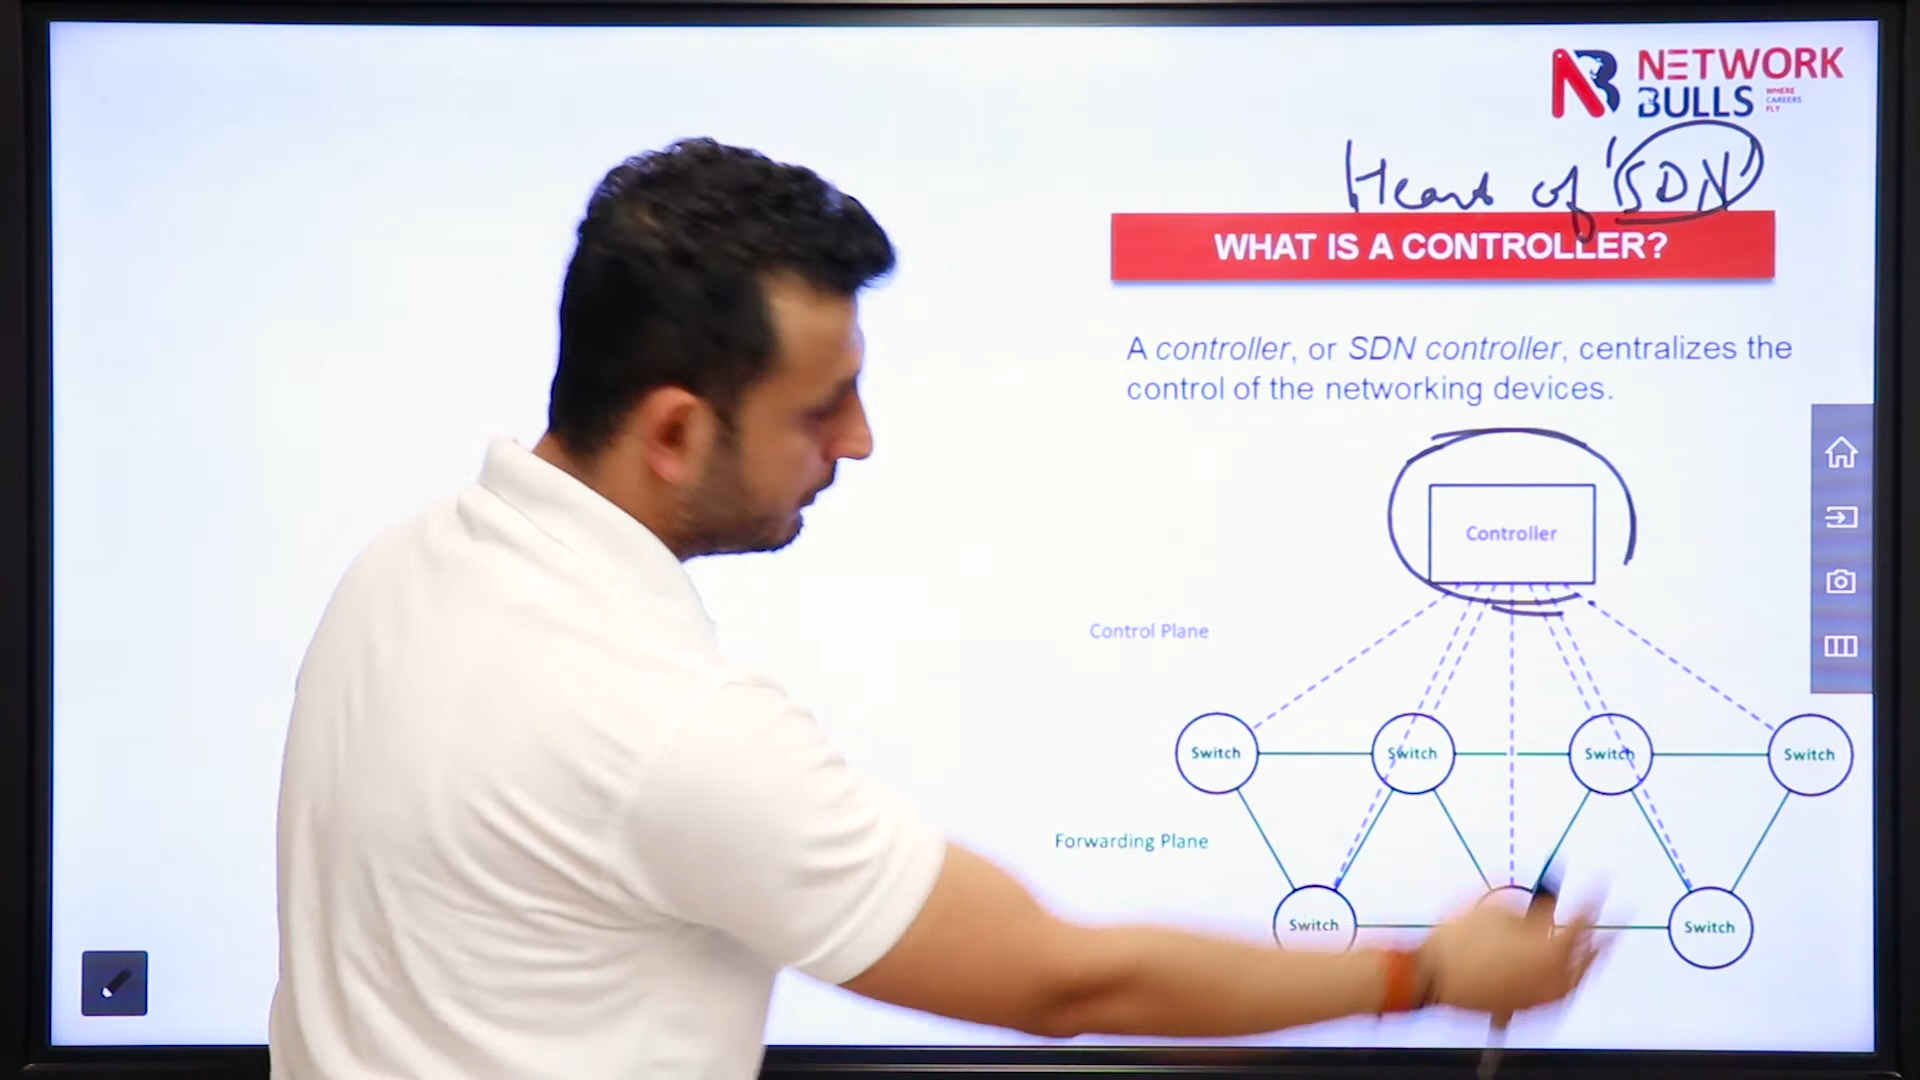 NETWORK
BULLS
WHERE
CAREERS
FLY
Heart of 'SDN'
WHAT IS A CONTROLLER?
A controller, or SDN controller, centralizes the
control of the networking devices.
Controller
Control Plane
Switch Switch Switch Switch
Forwarding Plane
Switch Switch